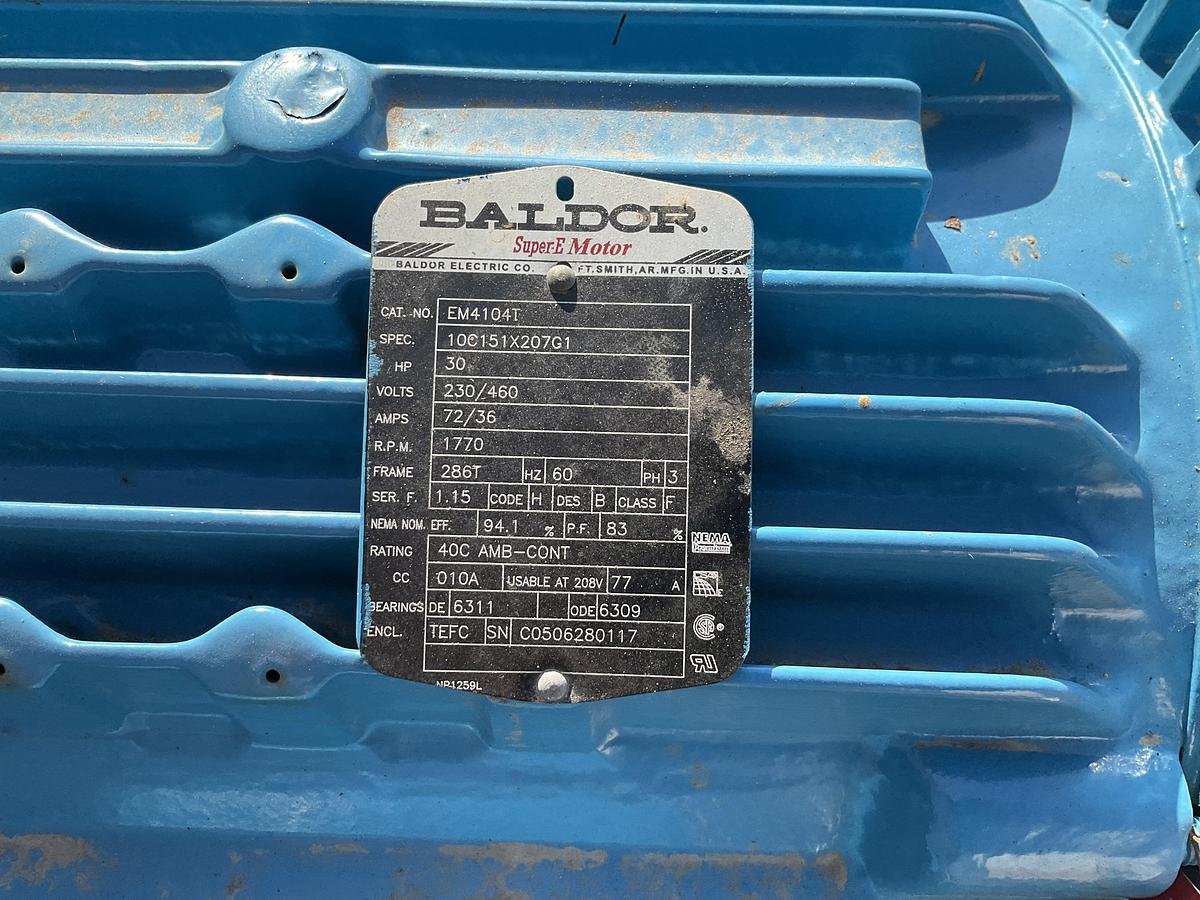 BALDOR.
Super-E Motor
BALDOR ELECTRIC CO. FT.SMITH,AR.MFG.IN U.S.A.
CAT. NO. EM4104T
SPEC. 10C151X207G1
HP 30
VOLTS 230/460
AMPS 72/36
R.P.M. 1770
FRAME 286T HZ 60 PH 3
SER. F. 1.15 CODE H DES B CLASS F
NEMA NOM. EFF. 94.1 % P.F. 83 %
NEMA
RATING 40C AMB-CONT
CC 010A USABLE AT 208V 77 A
BEARINGS DE 6311 ODE 6309
ENCL. TEFC SN C0506280117
NP1259L